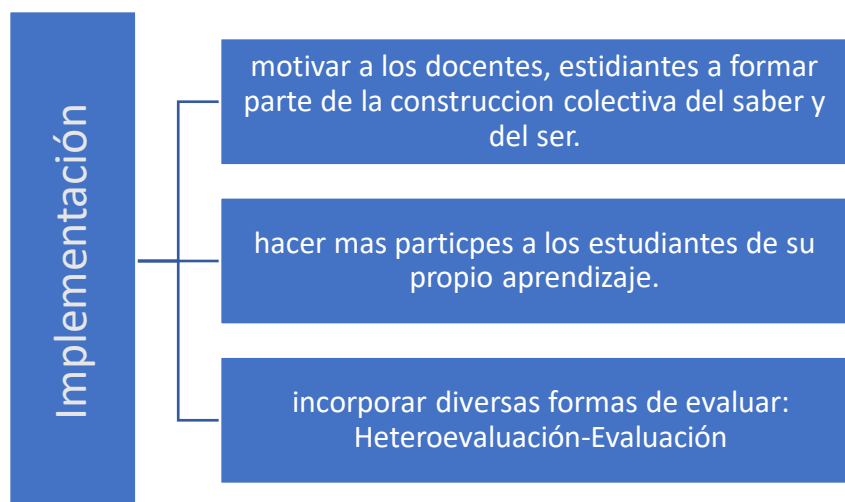 Implementación
motivar a los docentes, estidiantes a formar
parte de la construccion colectiva del saber y
del ser.
hacer mas particpes a los estudiantes de su
propio aprendizaje.
incorporar diversas formas de evaluar:
Heteroevaluación-Evaluación